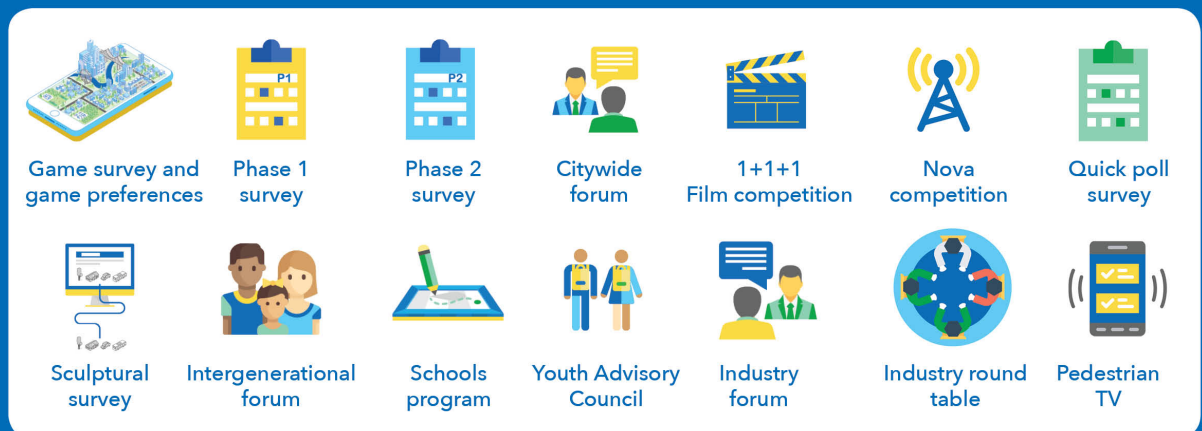 P1
P2
Game survey and
game preferences
Phase 1
survey
Phase 2
survey
Citywide
forum
1+1+1
Film competition
Nova
competition
Quick poll
survey
Sculptural
survey
Intergenerational
forum
Schools
program
Youth Advisory
Council
Industry
forum
Industry round
table
Pedestrian
TV